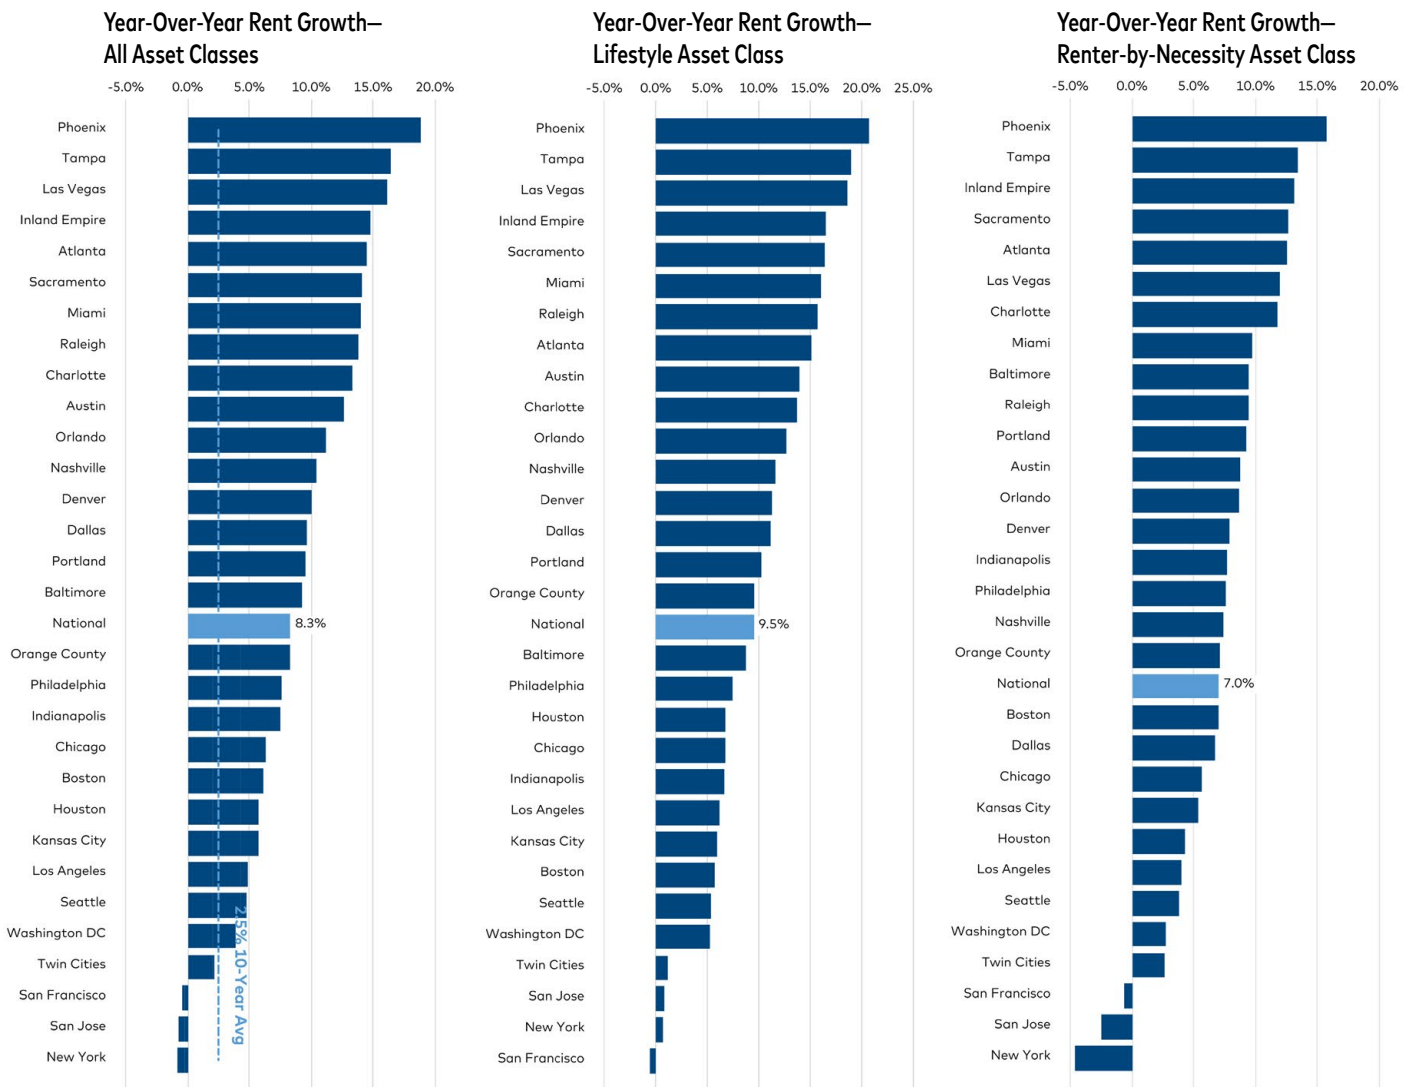 Year-Over-Year Rent Growth—
All Asset Classes
-5.0% 0.0% 5.0% 10.0% 15.0% 20.0%
Phoenix
Tampa
Las Vegas
Inland Empire
Atlanta
Sacramento
Miami
Raleigh
Charlotte
Austin
Orlando
Nashville
Denver
Dallas
Portland
Baltimore
National 8.3%
Orange County
Philadelphia
Indianapolis
Chicago
Boston
Houston
Kansas City
Los Angeles
Seattle
Washington DC
Twin Cities
San Francisco
San Jose
New York
2.5% 10-Year Avg
Year-Over-Year Rent Growth—
Lifestyle Asset Class
-5.0% 0.0% 5.0% 10.0% 15.0% 20.0% 25.0%
Phoenix
Tampa
Las Vegas
Inland Empire
Sacramento
Miami
Raleigh
Atlanta
Austin
Charlotte
Orlando
Nashville
Denver
Dallas
Portland
Orange County
National 9.5%
Baltimore
Philadelphia
Houston
Chicago
Indianapolis
Los Angeles
Kansas City
Boston
Seattle
Washington DC
Twin Cities
San Jose
New York
San Francisco
Year-Over-Year Rent Growth—
Renter-by-Necessity Asset Class
-5.0% 0.0% 5.0% 10.0% 15.0% 20.0%
Phoenix
Tampa
Inland Empire
Sacramento
Atlanta
Las Vegas
Charlotte
Miami
Baltimore
Raleigh
Portland
Austin
Orlando
Denver
Indianapolis
Philadelphia
Nashville
Orange County
National 7.0%
Boston
Dallas
Chicago
Kansas City
Houston
Los Angeles
Seattle
Washington DC
Twin Cities
San Francisco
San Jose
New York